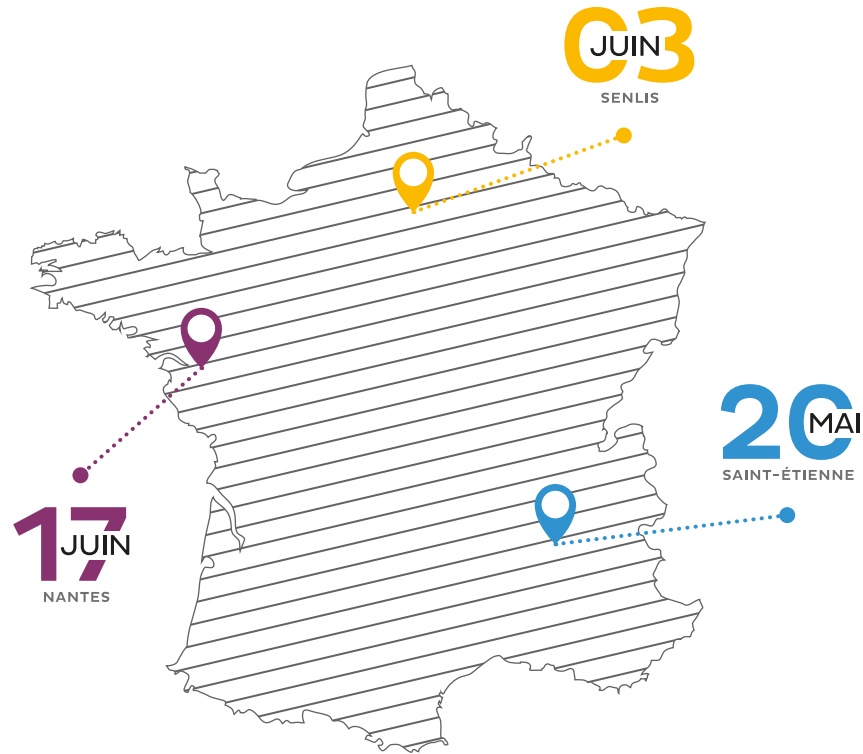 03
JUIN
SENLIS
20
MAI
SAINT-ÉTIENNE
17
JUIN
NANTES